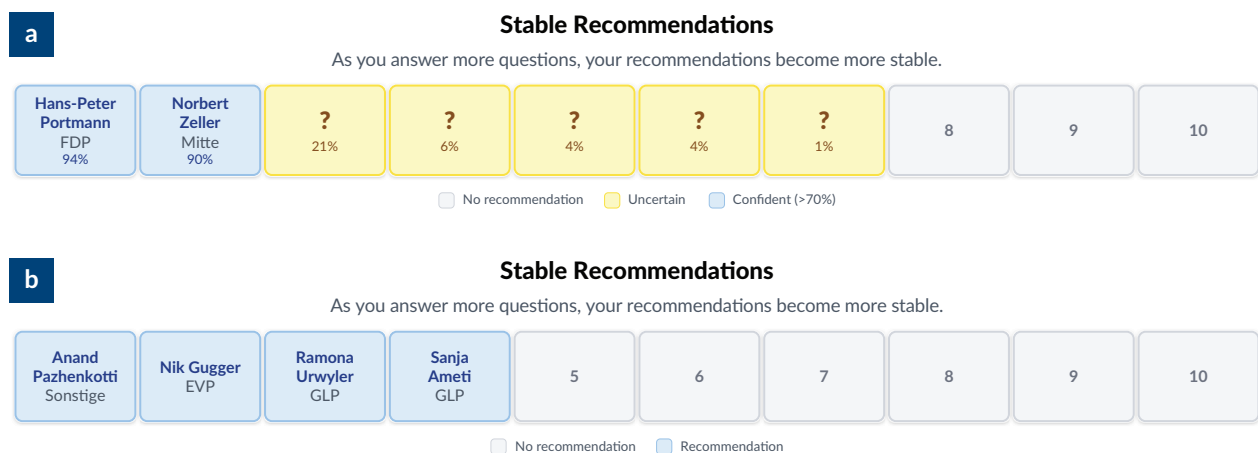 a
Stable Recommendations
As you answer more questions, your recommendations become more stable.
Hans-Peter
Portmann
FDP
94%
Norbert
Zeller
Mitte
90%
?
21%
?
6%
?
4%
?
4%
?
1%
8
9
10
No recommendation
Uncertain
Confident (>70%)
b
Stable Recommendations
As you answer more questions, your recommendations become more stable.
Anand
Pazhenkotti
Sonstige
Nik Gugger
EVP
Ramona
Urwyler
GLP
Sanja
Ameti
GLP
5
6
7
8
9
10
No recommendation
Recommendation